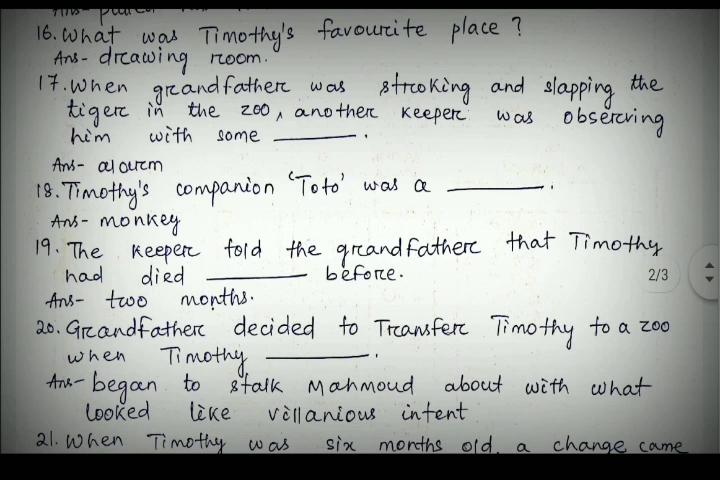 16. What was Timothy's favourite place ?
Ans- drawing room.
17. When grandfather was stroking and slapping the
tiger in the zoo, another keeper was observing
him with some ________.
Ans- alarm
18. Timothy's companion 'Toto' was a ________.
Ans- monkey
19. The keeper told the grandfather that Timothy
had died ________ before.
2/3
Ans- two months.
20. Grandfather decided to Transfer Timothy to a zoo
when Timothy ________.
Ans- began to stalk Mahmoud about with what
looked like villanious intent
21. When Timothy was six months old, a change came